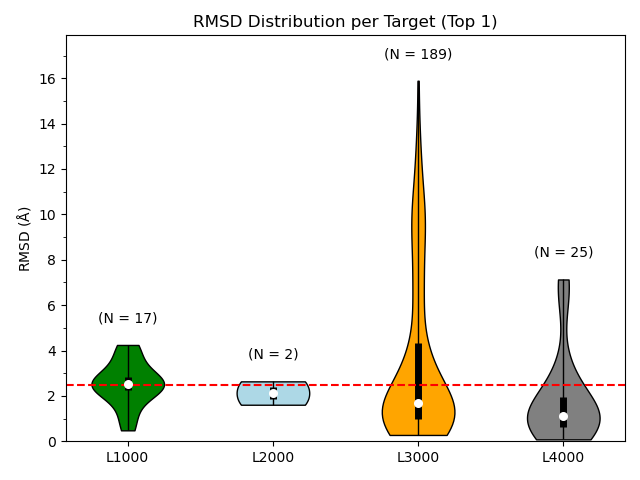 RMSD Distribution per Target (Top 1)
(N = 189)
(N = 25)
(N = 17)
(N = 2)
RMSD (Å)
16
14
12
10
8
6
4
2
0
L1000 L2000 L3000 L4000